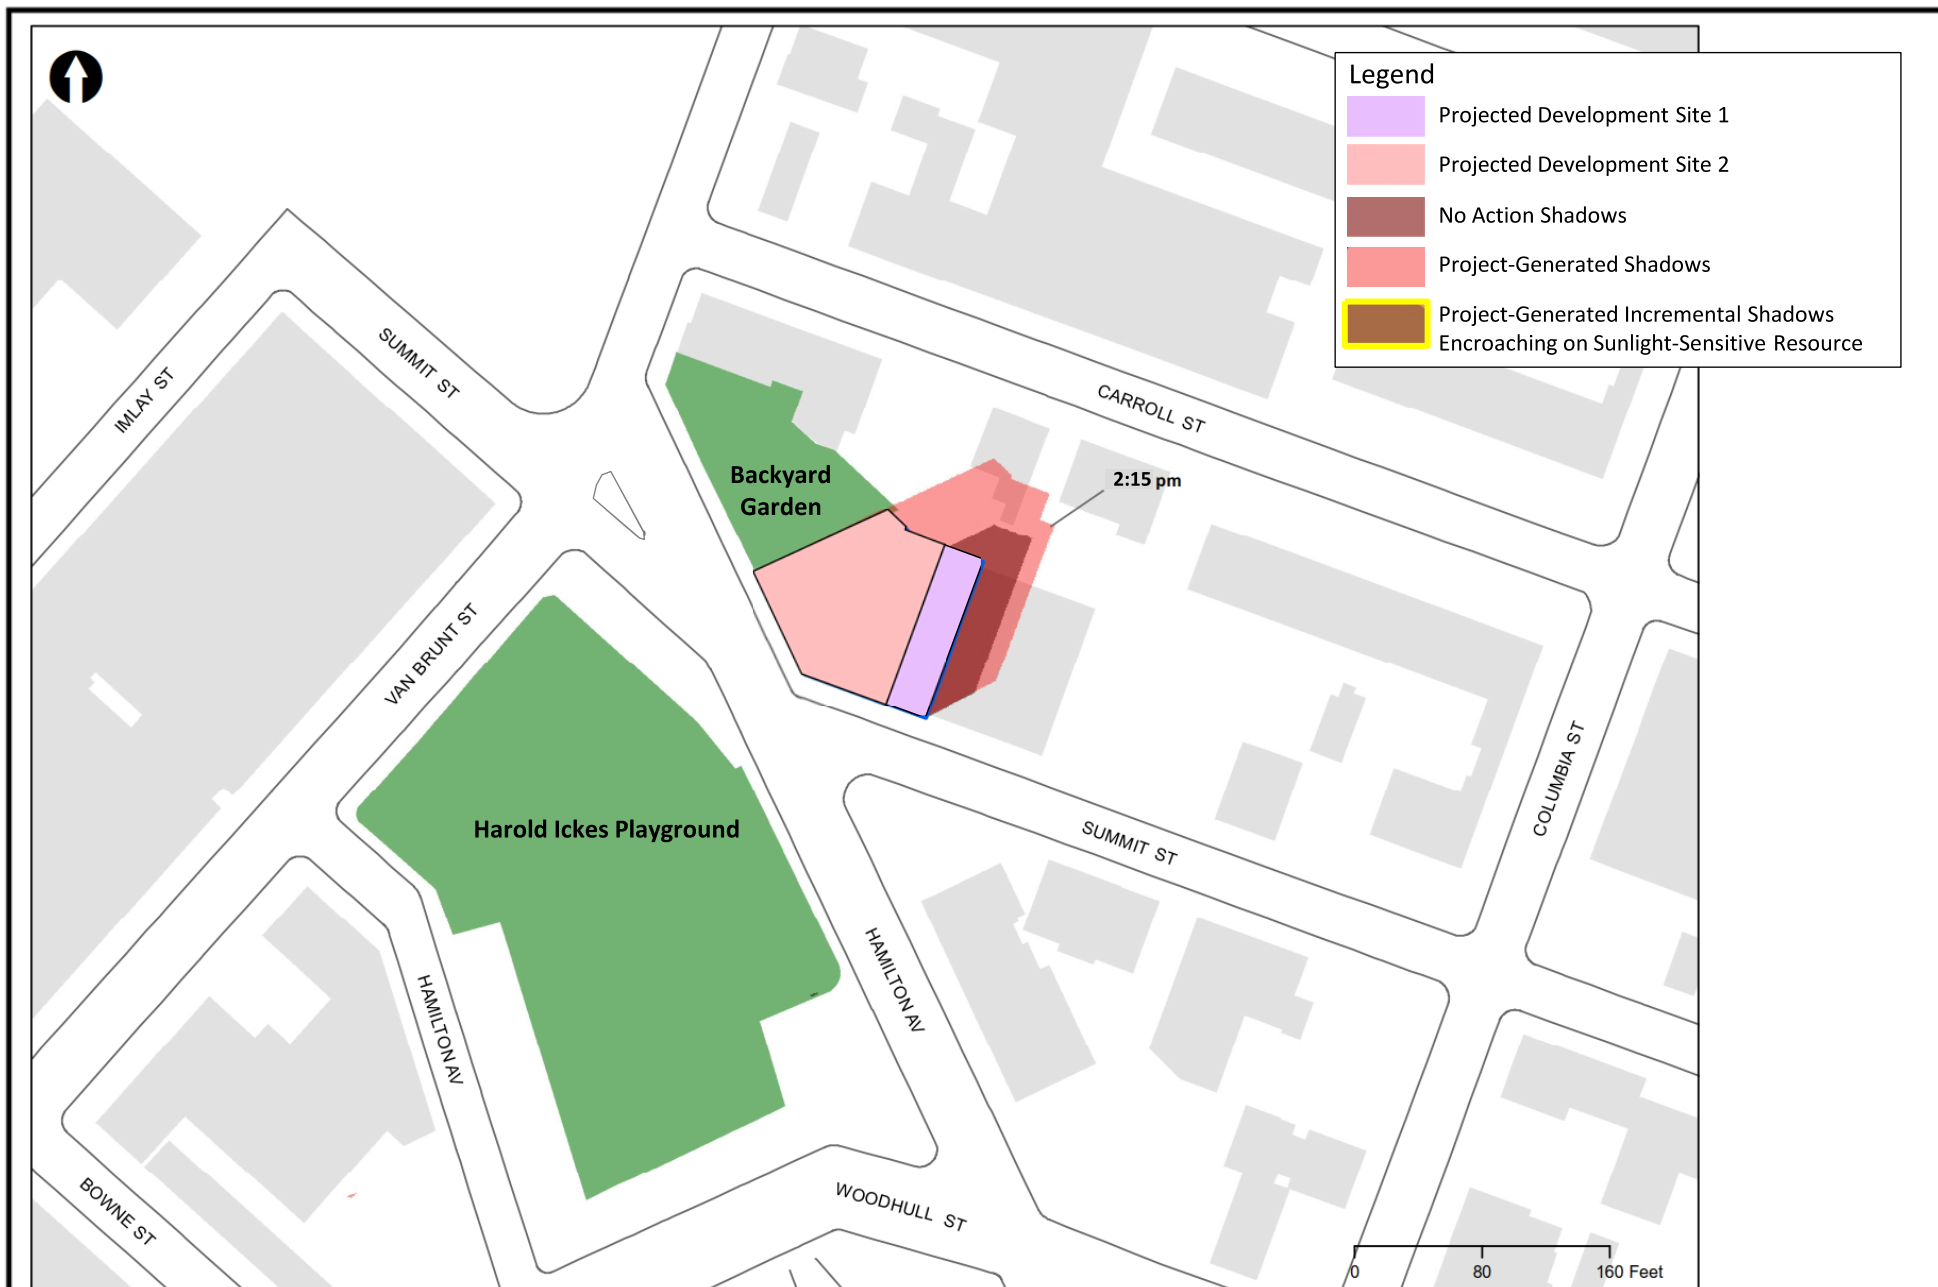 Legend
Projected Development Site 1
Projected Development Site 2
No Action Shadows
Project-Generated Shadows
Project-Generated Incremental Shadows
Encroaching on Sunlight-Sensitive Resource
SUMMIT ST
IMLAY ST
CARROLL ST
Backyard
Garden
2:15 pm
VAN BRUNT ST
Harold Ickes Playground
SUMMIT ST
COLUMBIA ST
HAMILTON AV
HAMILTON AV
BOWNE ST
WOODHULL ST
0 80 160 Feet